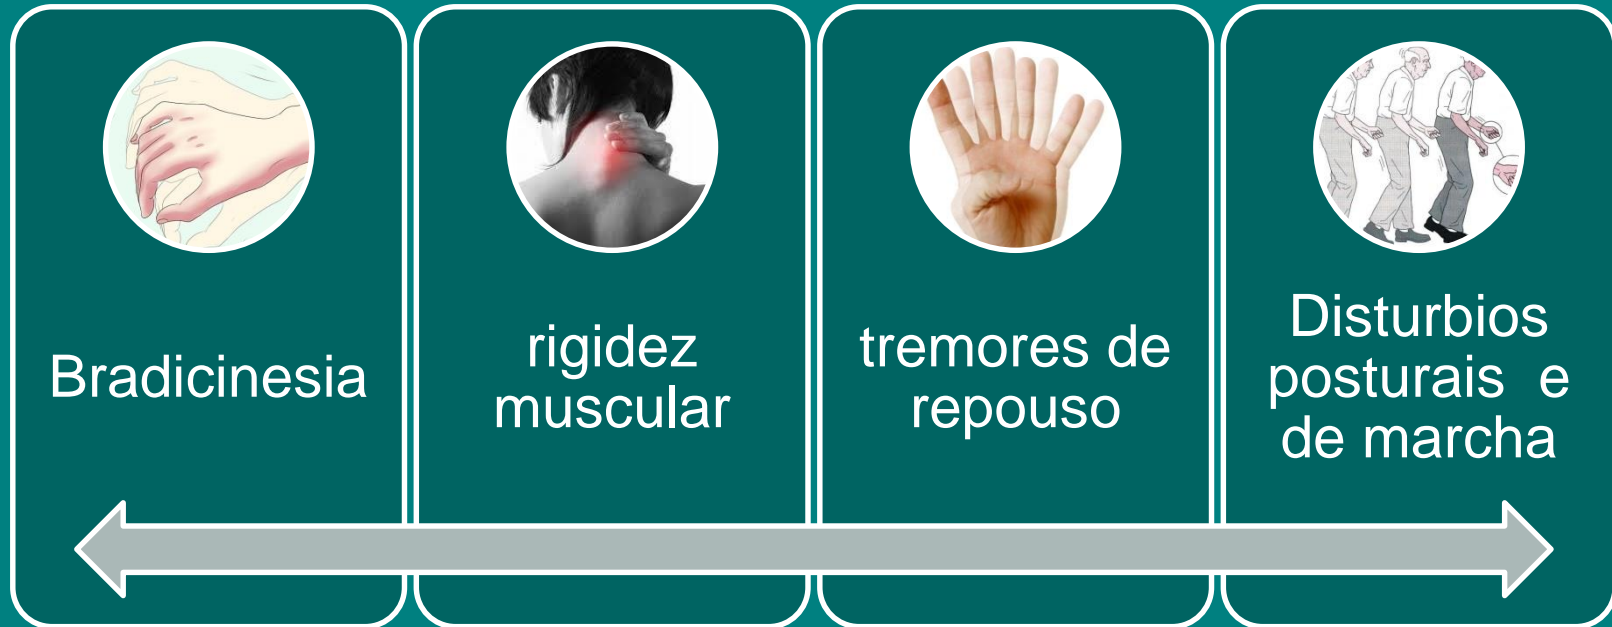 Bradicinesia
rigidez
muscular
tremores de
repouso
Disturbios
posturais e
de marcha